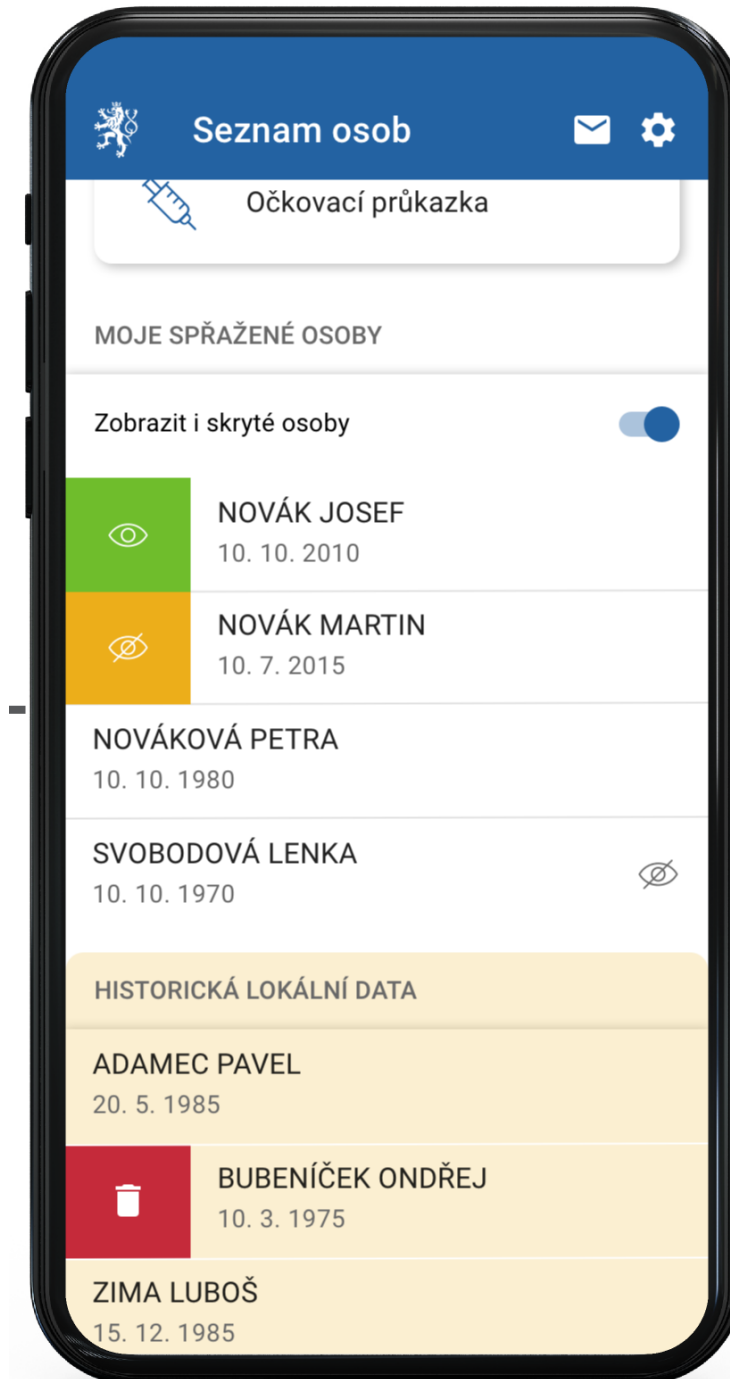 Seznam osob
Očkovací průkazka
MOJE SPŘAŽENÉ OSOBY
Zobrazit i skryté osoby
NOVÁK JOSEF
10. 10. 2010
NOVÁK MARTIN
10. 7. 2015
NOVÁKOVÁ PETRA
10. 10. 1980
SVOBODOVÁ LENKA
10. 10. 1970
HISTORICKÁ LOKÁLNÍ DATA
ADAMEC PAVEL
20. 5. 1985
BUBENÍČEK ONDŘEJ
10. 3. 1975
ZIMA LUBOŠ
15. 12. 1985